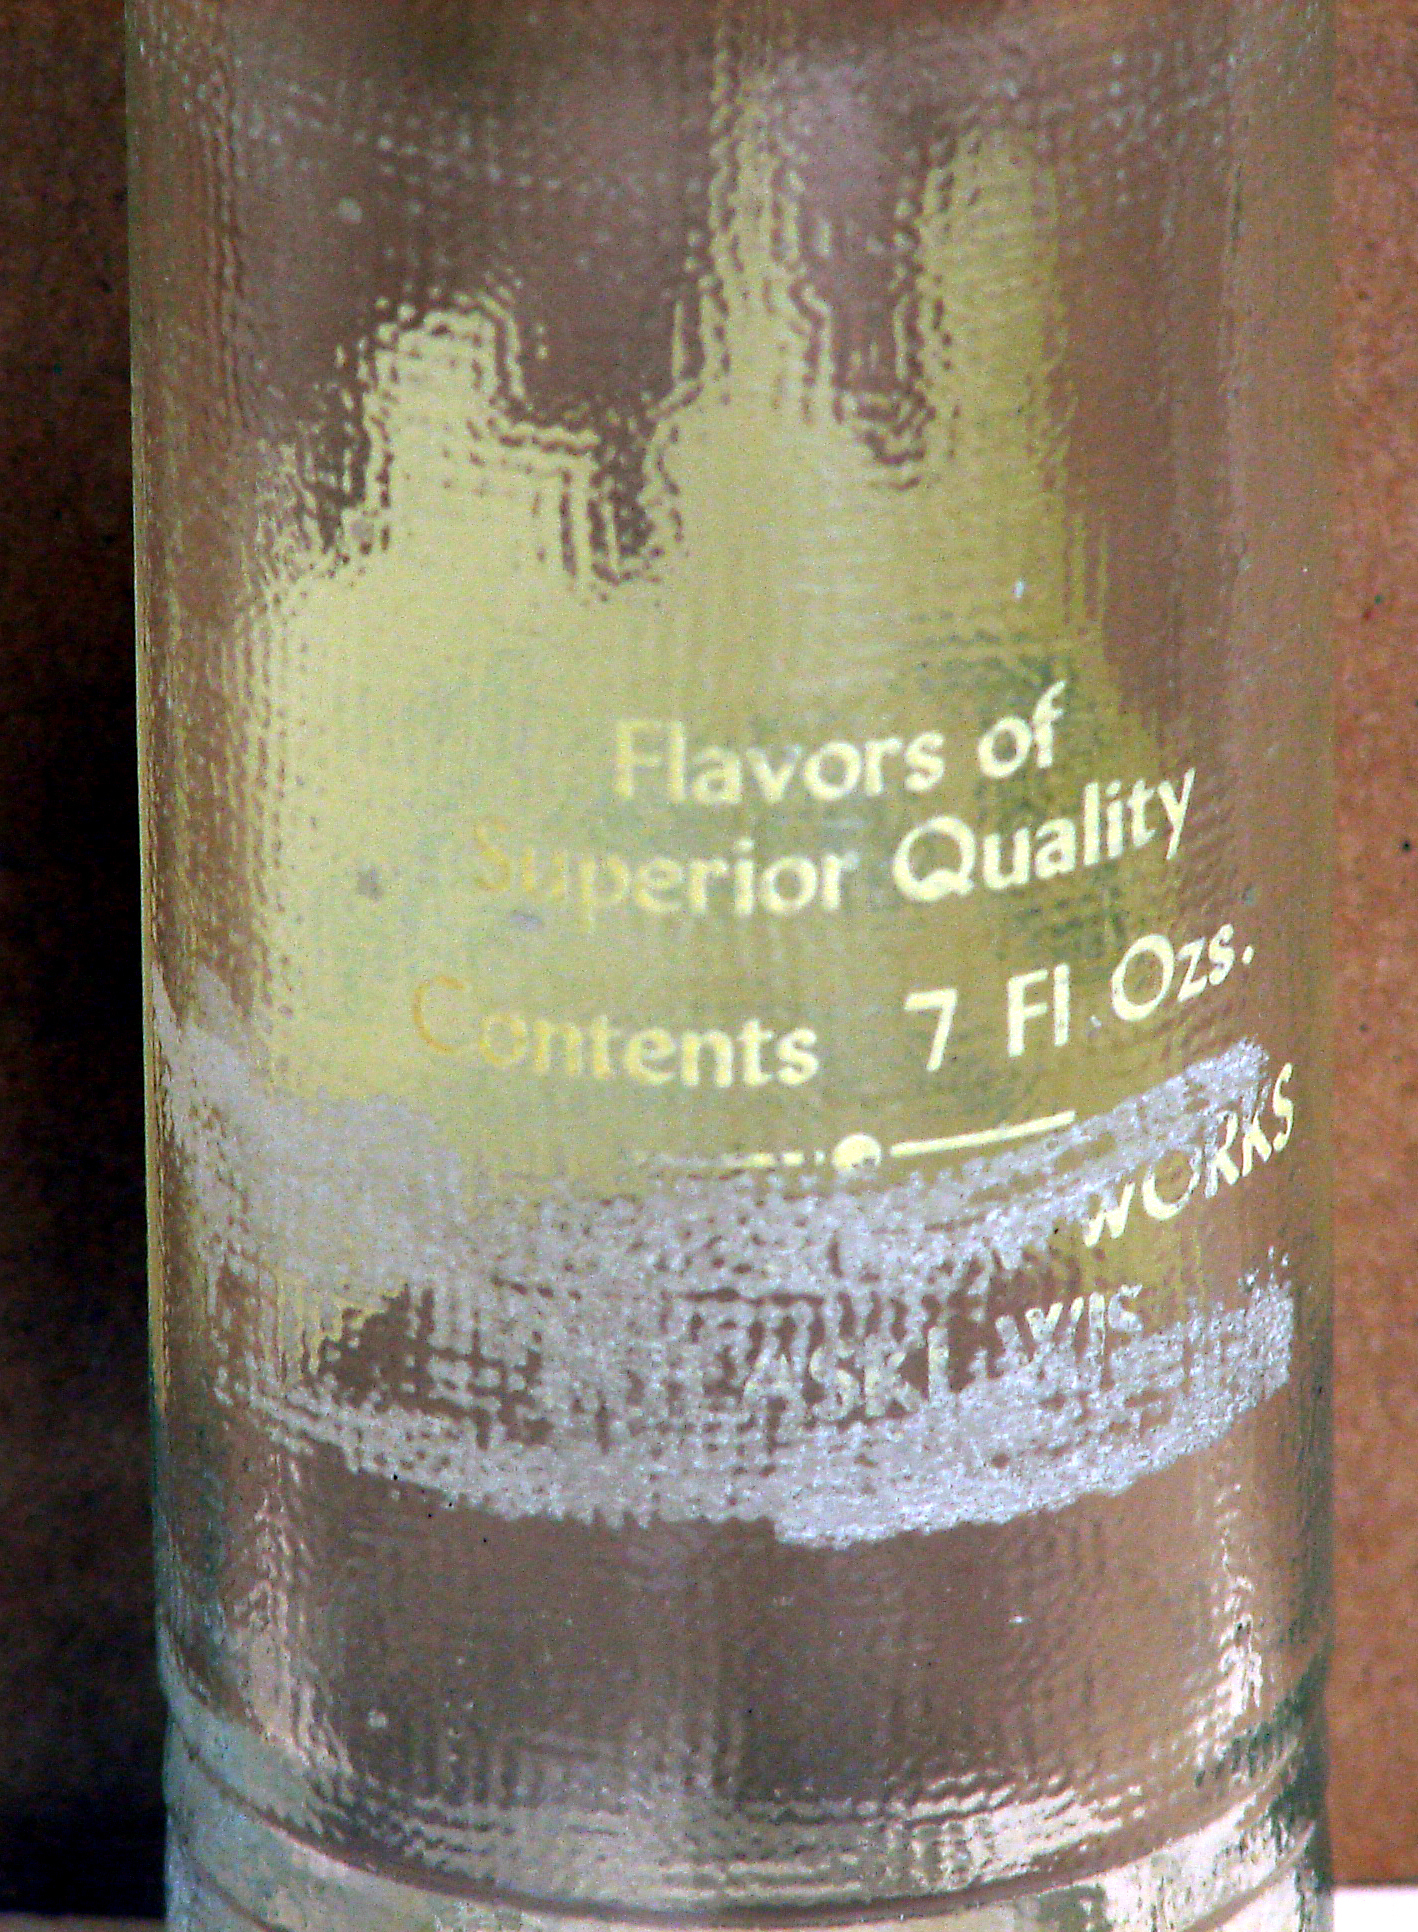 Flavors of
Superior Quality
Contents 7 Fl Ozs.
WORKS